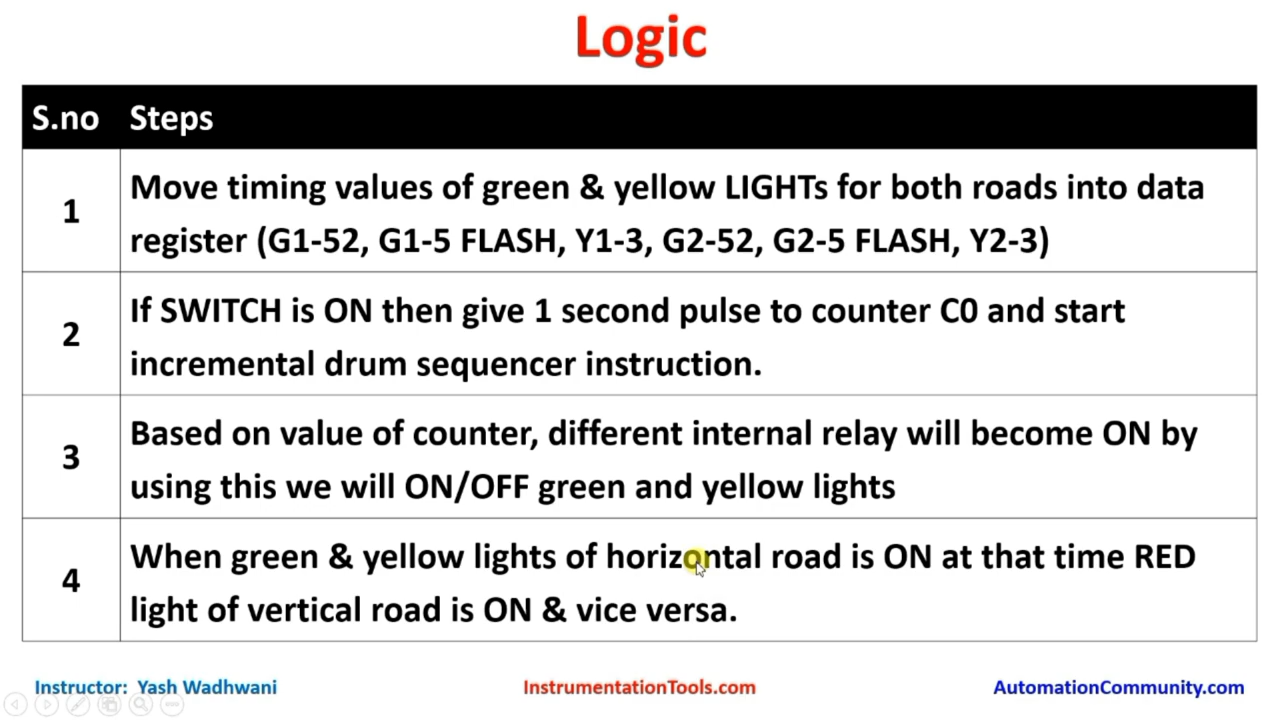 Logic
S.no Steps
1
Move timing values of green & yellow LIGHTs for both roads into data
register (G1-52, G1-5 FLASH, Y1-3, G2-52, G2-5 FLASH, Y2-3)
2
If SWITCH is ON then give 1 second pulse to counter C0 and start
incremental drum sequencer instruction.
3
Based on value of counter, different internal relay will become ON by
using this we will ON/OFF green and yellow lights
4
When green & yellow lights of horizontal road is ON at that time RED
light of vertical road is ON & vice versa.
Instructor: Yash Wadhwani InstrumentationTools.com AutomationCommunity.com